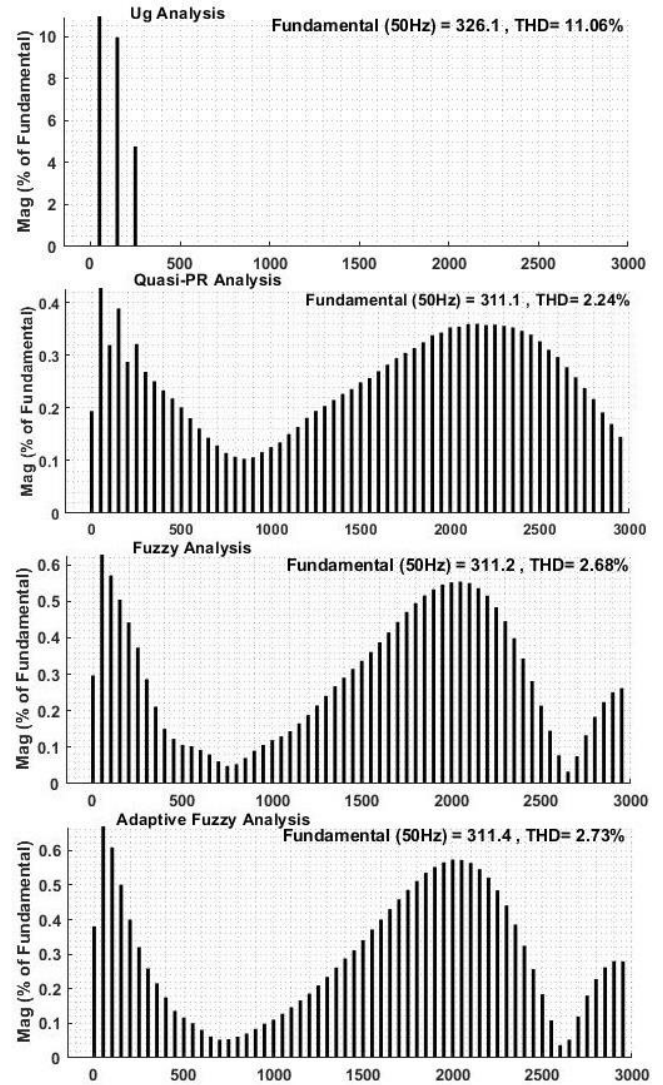 Ug Analysis
Fundamental (50Hz) = 326.1 , THD= 11.06%
Mag (% of Fundamental)
10
8
6
4
2
0
0 500 1000 1500 2000 2500 3000
Quasi-PR Analysis
Fundamental (50Hz) = 311.1 , THD= 2.24%
Mag (% of Fundamental)
0.4
0.3
0.2
0.1
0
0 500 1000 1500 2000 2500 3000
Fuzzy Analysis
Fundamental (50Hz) = 311.2 , THD= 2.68%
Mag (% of Fundamental)
0.6
0.5
0.4
0.3
0.2
0.1
0
0 500 1000 1500 2000 2500 3000
Adaptive Fuzzy Analysis
Fundamental (50Hz) = 311.4 , THD= 2.73%
Mag (% of Fundamental)
0.6
0.5
0.4
0.3
0.2
0.1
0
0 500 1000 1500 2000 2500 3000